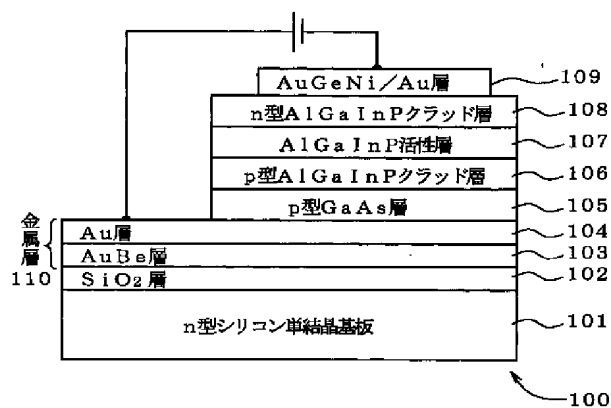 AuGeNi/Au層 109
n型AlGaInPクラッド層 108
AlGaInP活性層 107
p型AlGaInPクラッド層 106
p型GaAs層 105
金属層 110
Au層 104
AuBe層 103
SiO₂層 102
n型シリコン単結晶基板 101
100